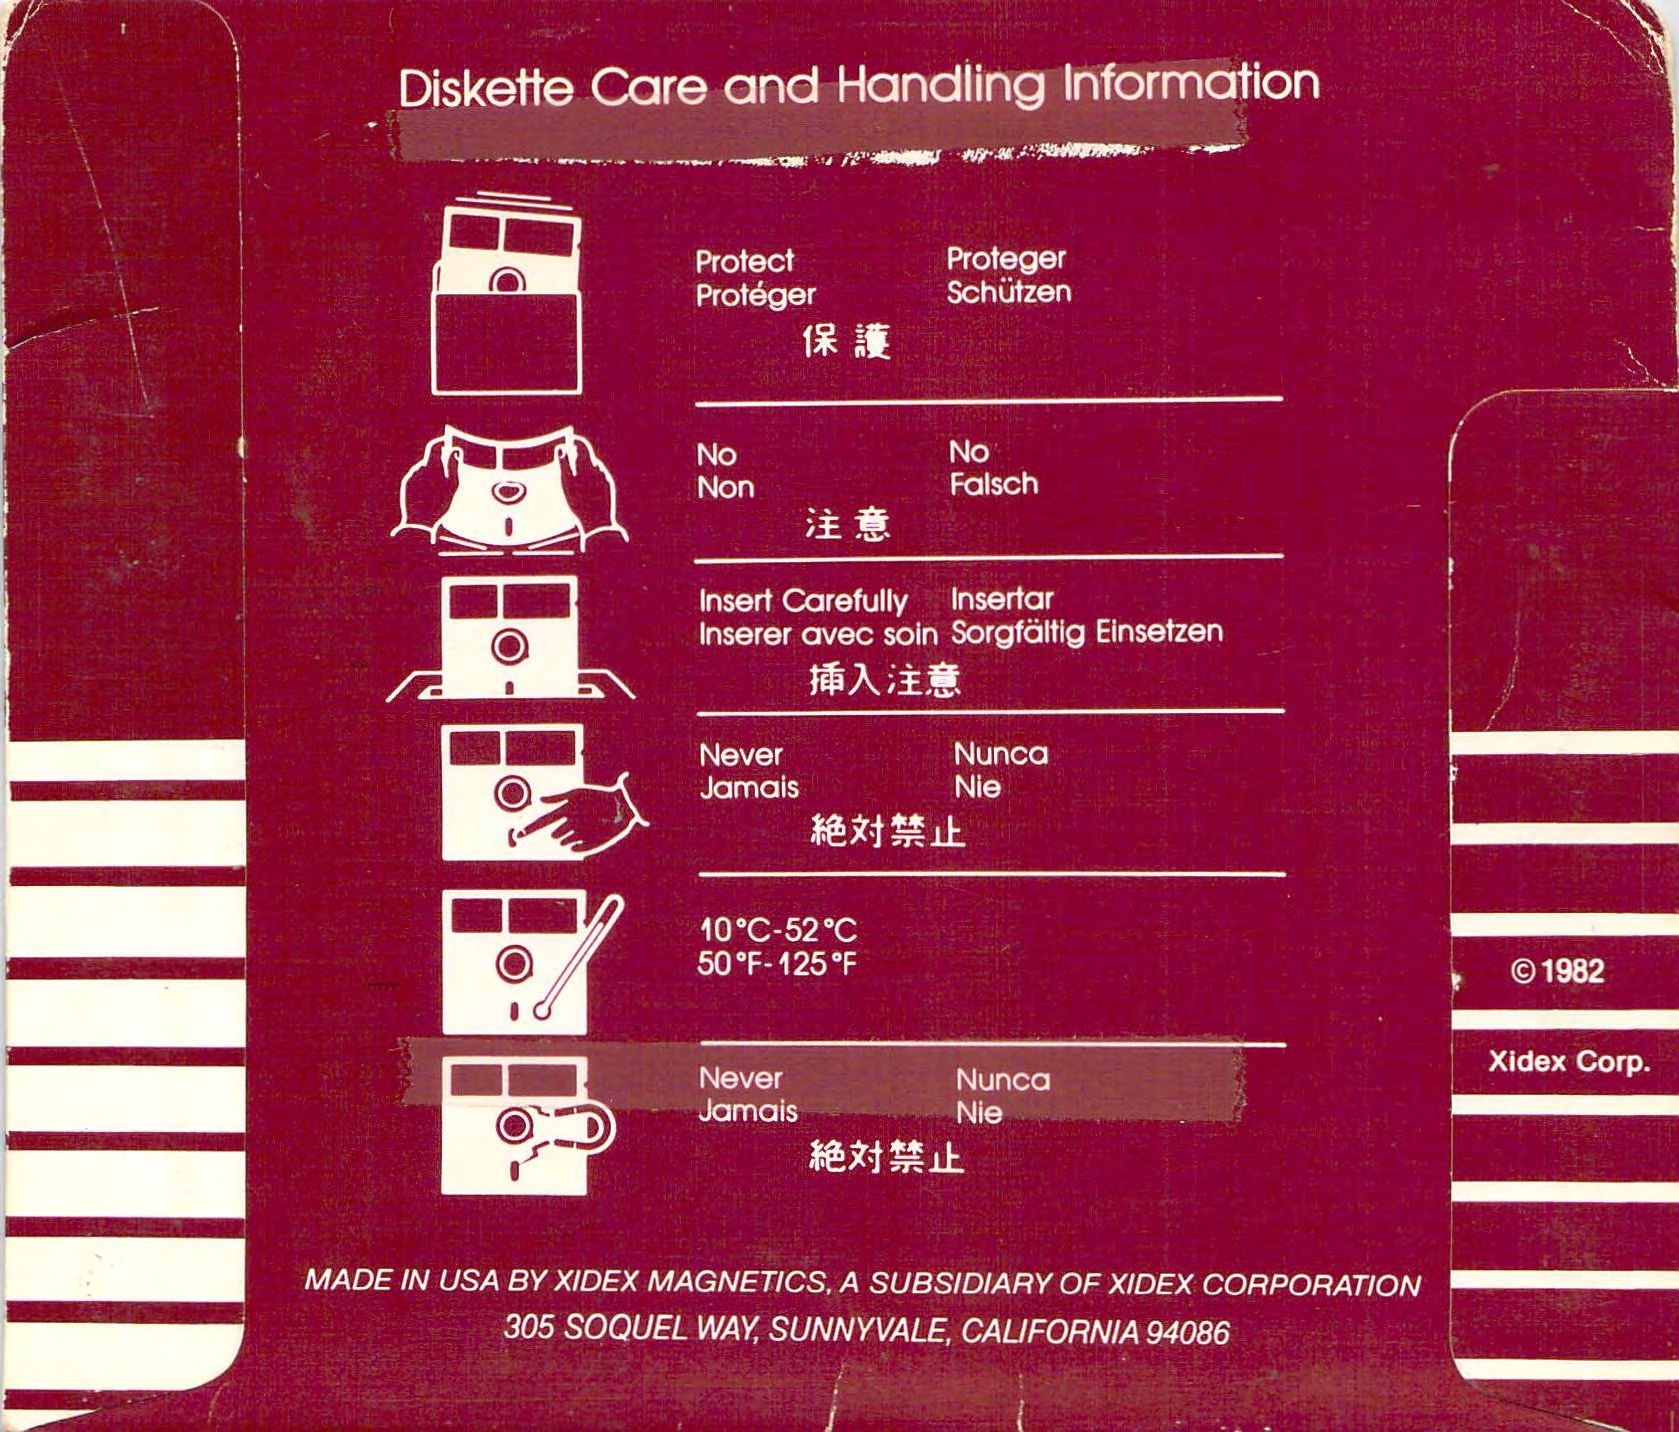 Diskette Care and Handling Information
Protect Proteger
Protéger Schützen
保護
No No
Non Falsch
注意
Insert Carefully Insertar
Inserer avec soin Sorgfältig Einsetzen
挿入注意
Never Nunca
Jamais Nie
絶対禁止
10°C-52°C
50°F-125°F
Never Nunca
Jamais Nie
絶対禁止
© 1982
Xidex Corp.
MADE IN USA BY XIDEX MAGNETICS, A SUBSIDIARY OF XIDEX CORPORATION
305 SOQUEL WAY, SUNNYVALE, CALIFORNIA 94086